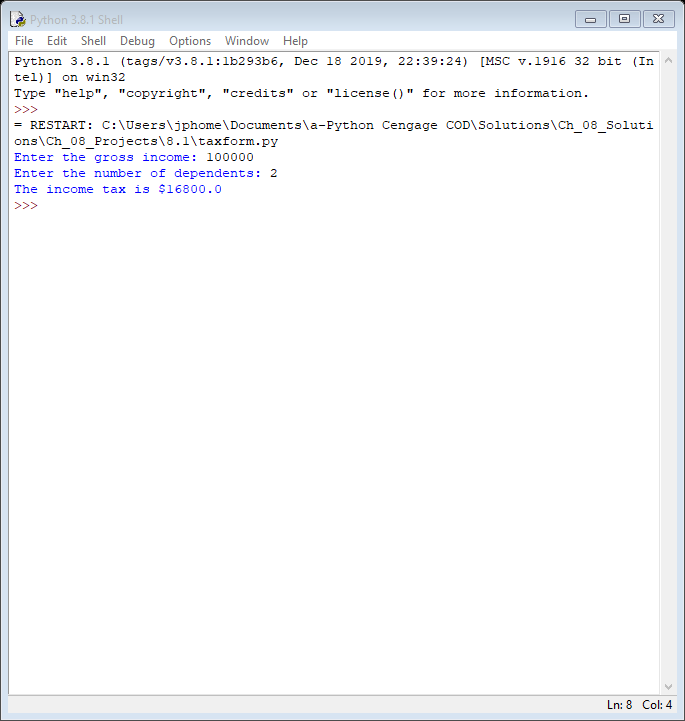 Python 3.8.1 Shell
File Edit Shell Debug Options Window Help
Python 3.8.1 (tags/v3.8.1:1b293b6, Dec 18 2019, 22:39:24) [MSC v.1916 32 bit (In
tel)] on win32
Type "help", "copyright", "credits" or "license()" for more information.
>>>
= RESTART: C:\Users\jphome\Documents\a-Python Cengage COD\Solutions\Ch_08_Soluti
ons\Ch_08_Projects\8.1\taxform.py
Enter the gross income: 100000
Enter the number of dependents: 2
The income tax is $16800.0
>>>
Ln: 8 Col: 4